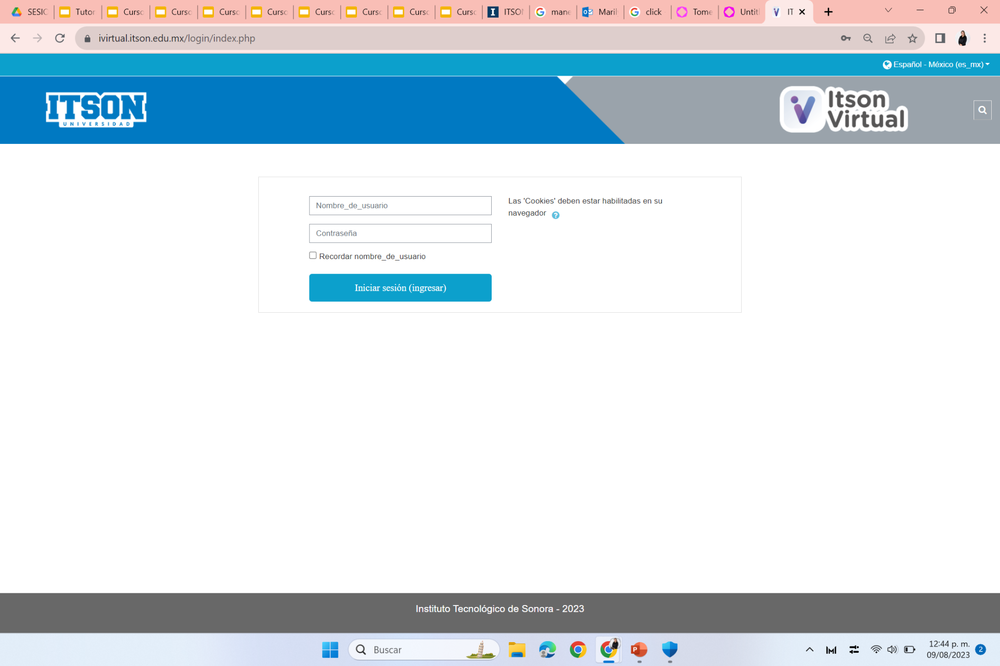 SESIO Tutor Curso Curso Curso Curso Curso Curso Curso Curso ITSON mane Maril click Tome Untitl IT
ivirtual.itson.edu.mx/login/index.php
Español - México (es_mx)
ITSON
UNIVERSIDAD
Itson
Virtual
Nombre_de_usuario
Contraseña
Recordar nombre_de_usuario
Iniciar sesión (ingresar)
Las 'Cookies' deben estar habilitadas en su
navegador ?
Instituto Tecnológico de Sonora - 2023
Buscar
12:44 p. m.
09/08/2023
2